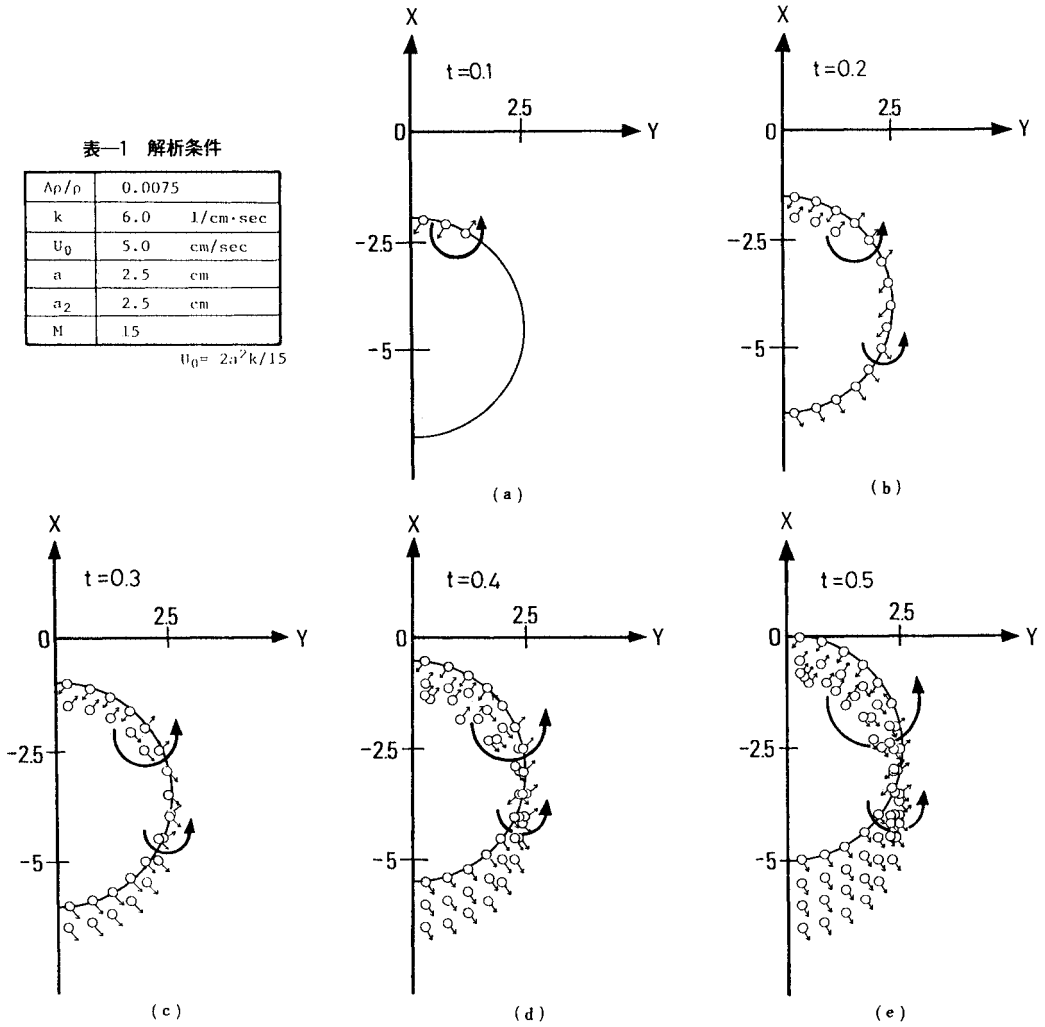 表―1 解析条件
Δρ/ρ 0.0075
k 6.0 1/cm·sec
U₀ 5.0 cm/sec
a 2.5 cm
a₂ 2.5 cm
M 15
U₀= 2a²k/15
X
t=0.1
2.5
0
Y
-2.5
-5
(a)
X
t=0.2
2.5
0
Y
-2.5
-5
(b)
X
t=0.3
2.5
0
Y
-2.5
-5
(c)
X
t=0.4
2.5
0
Y
-2.5
-5
(d)
X
t=0.5
2.5
0
Y
-2.5
-5
(e)